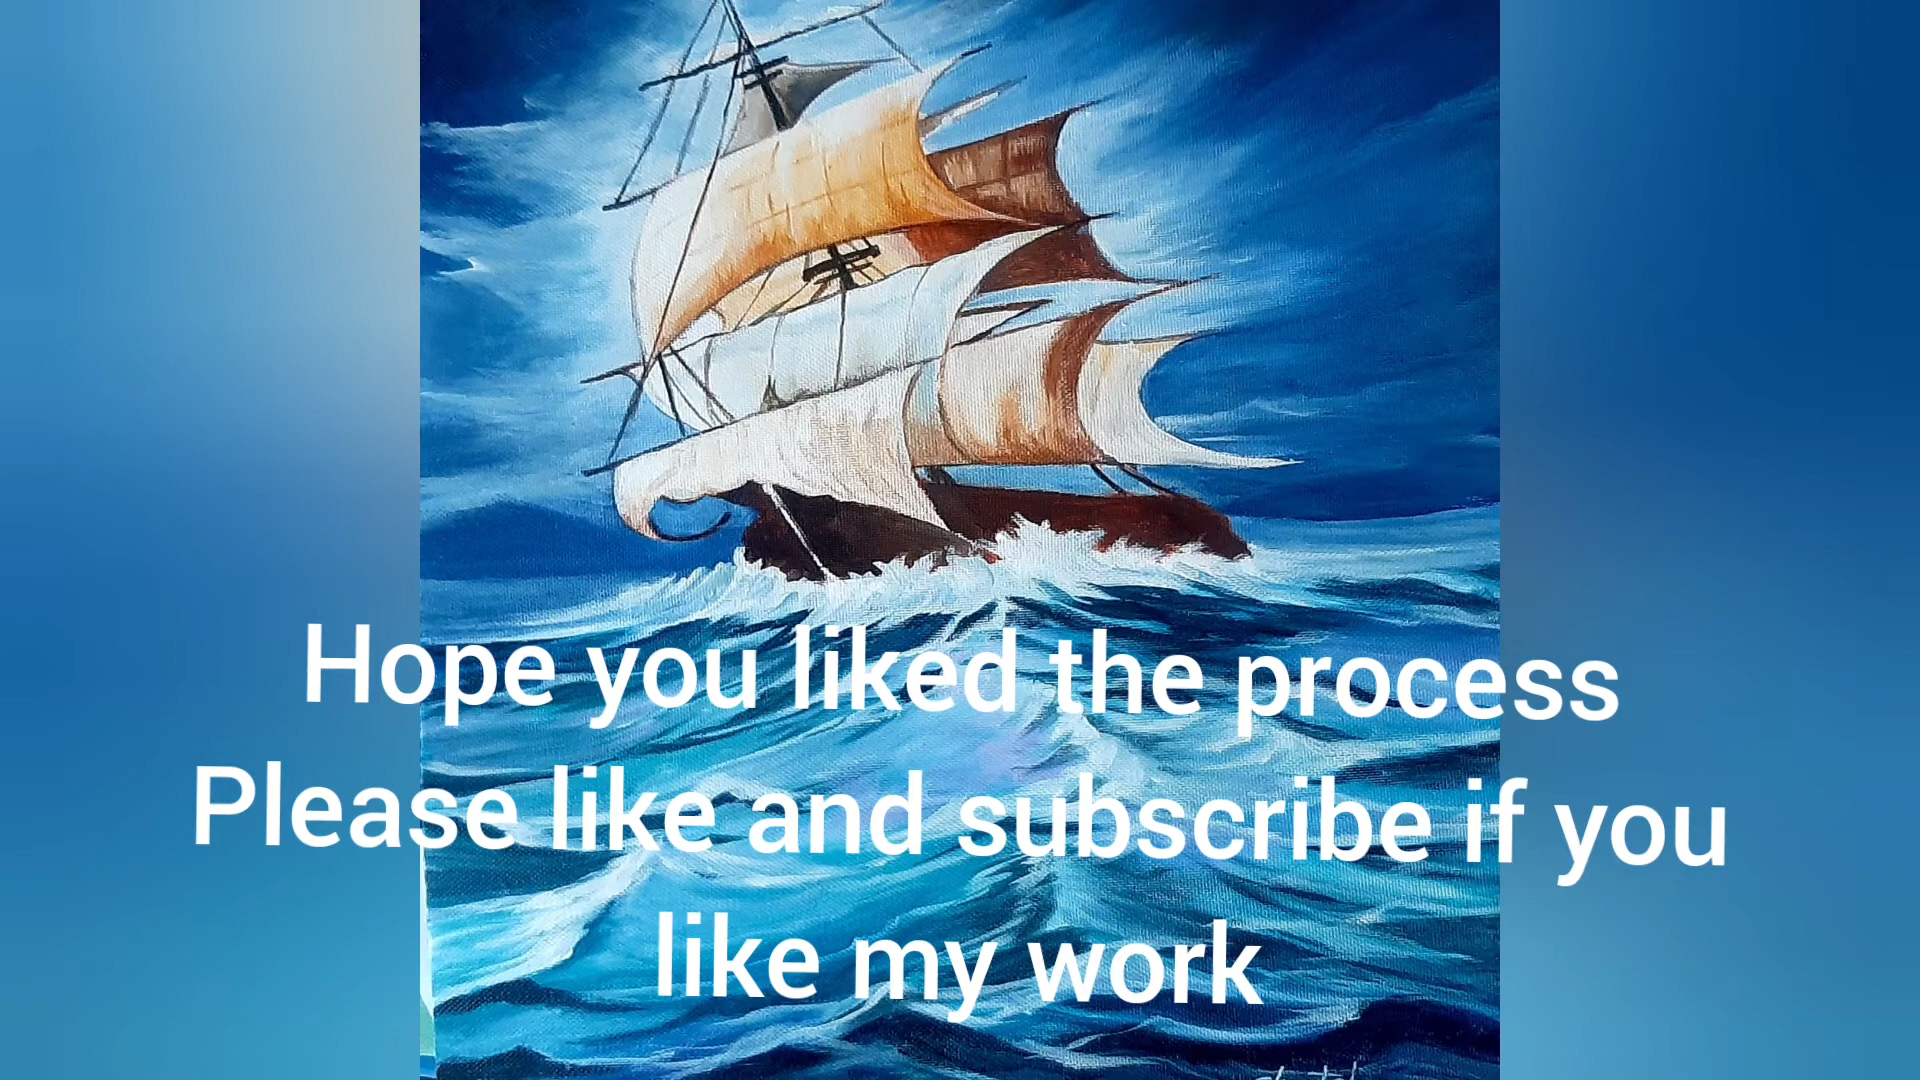 Hope you liked the process
Please like and subscribe if you
like my work